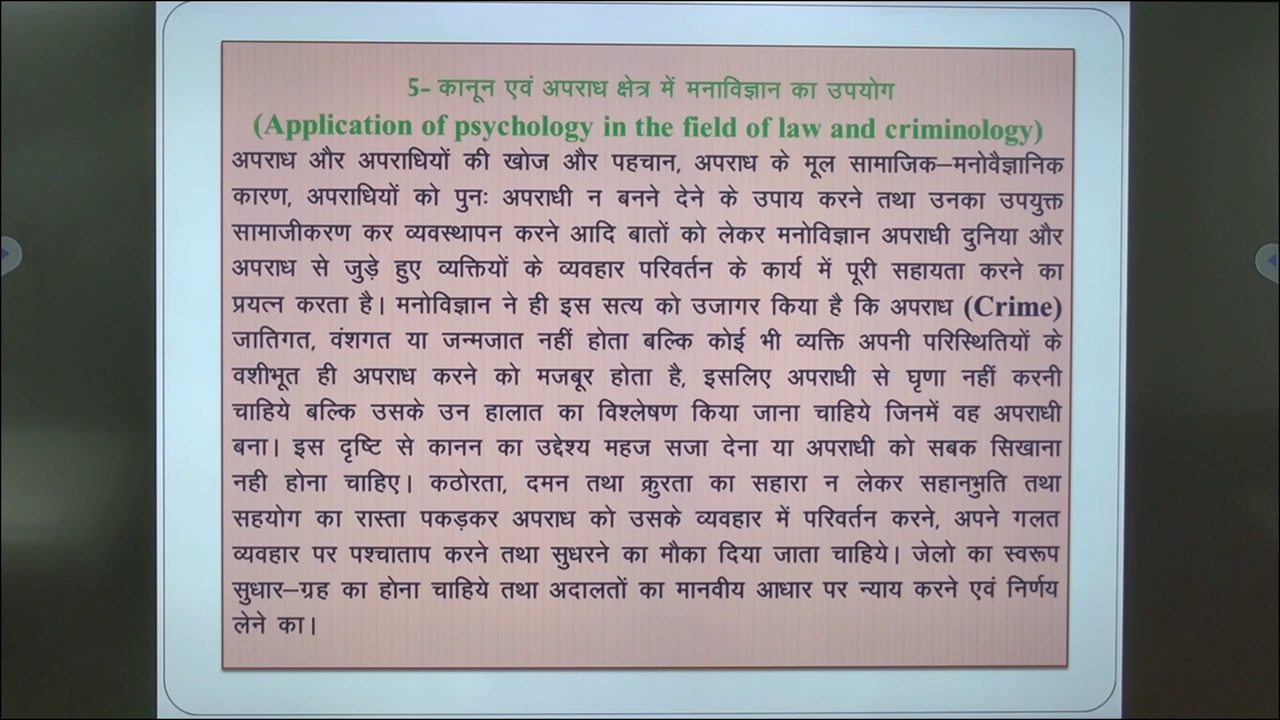 5- कानून एवं अपराध क्षेत्र में मनाविज्ञान का उपयोग
(Application of psychology in the field of law and criminology)
अपराध और अपराधियों की खोज और पहचान, अपराध के मूल सामाजिक–मनोवैज्ञानिक
कारण, अपराधियों को पुनः अपराधी न बनने देने के उपाय करने तथा उनका उपयुक्त
सामाजीकरण कर व्यवस्थापन करने आदि बातों को लेकर मनोविज्ञान अपराधी दुनिया और
अपराध से जुड़े हुए व्यक्तियों के व्यवहार परिवर्तन के कार्य में पूरी सहायता करने का
प्रयत्न करता है। मनोविज्ञान ने ही इस सत्य को उजागर किया है कि अपराध (Crime)
जातिगत, वंशगत या जन्मजात नहीं होता बल्कि कोई भी व्यक्ति अपनी परिस्थितियों के
वशीभूत ही अपराध करने को मजबूर होता है, इसलिए अपराधी से घृणा नहीं करनी
चाहिये बल्कि उसके उन हालात का विश्लेषण किया जाना चाहिये जिनमें वह अपराधी
बना। इस दृष्टि से कानन का उद्देश्य महज सजा देना या अपराधी को सबक सिखाना
नही होना चाहिए। कठोरता, दमन तथा क्रुरता का सहारा न लेकर सहानभुति तथा
सहयोग का रास्ता पकड़कर अपराध को उसके व्यवहार में परिवर्तन करने, अपने गलत
व्यवहार पर पश्चाताप करने तथा सुधरने का मौका दिया जाता चाहिये। जेलो का स्वरूप
सुधार–ग्रह का होना चाहिये तथा अदालतों का मानवीय आधार पर न्याय करने एवं निर्णय
लेने का।